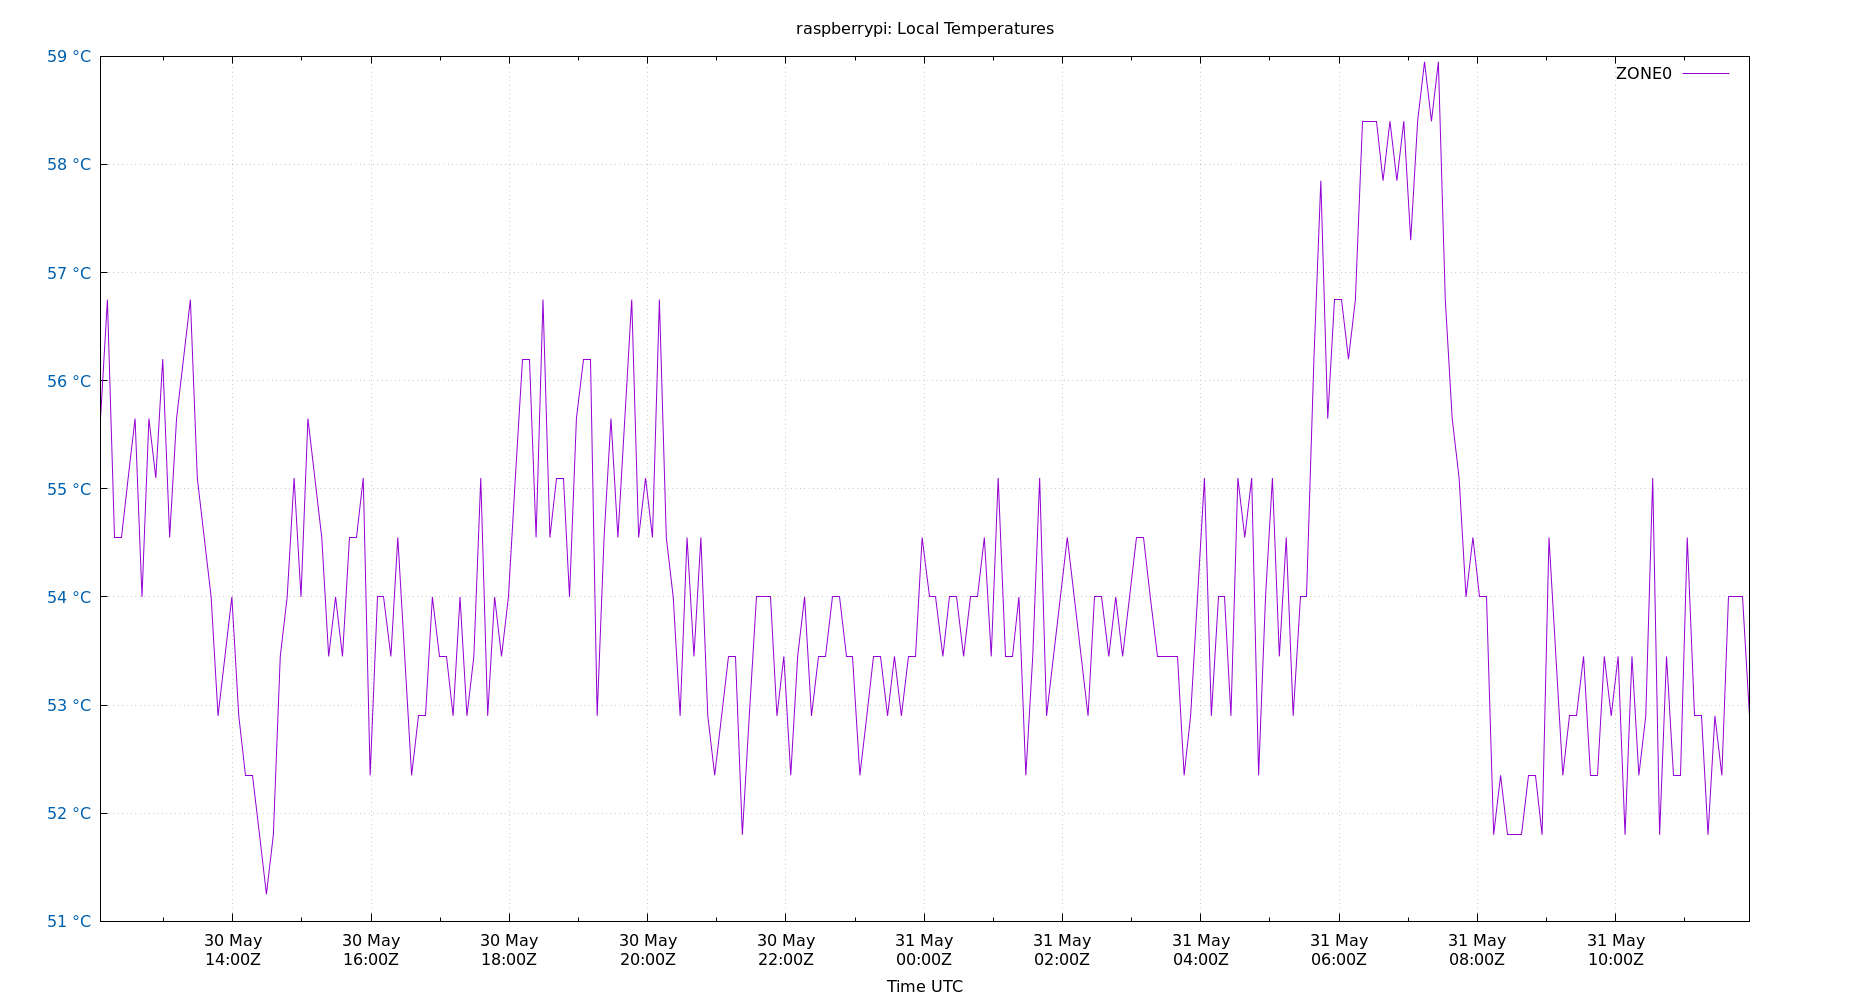 raspberrypi: Local Temperatures
59 °C
ZONE0
58 °C
57 °C
56 °C
55 °C
54 °C
53 °C
52 °C
51 °C
30 May 30 May 30 May 30 May 30 May 31 May 31 May 31 May 31 May 31 May 31 May
14:00Z 16:00Z 18:00Z 20:00Z 22:00Z 00:00Z 02:00Z 04:00Z 06:00Z 08:00Z 10:00Z
Time UTC